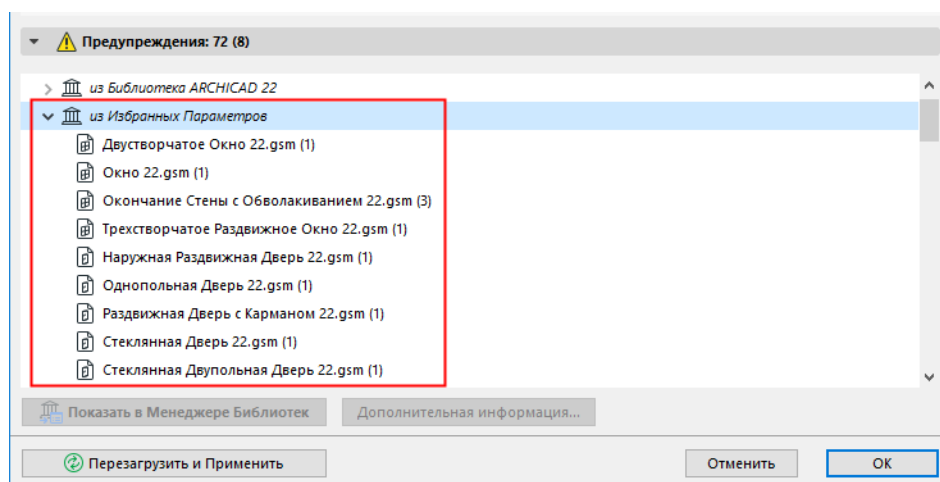 Предупреждения: 72 (8)
из Библиотека ARCHICAD 22
из Избранных Параметров
Двустворчатое Окно 22.gsm (1)
Окно 22.gsm (1)
Окончание Стены с Обволакиванием 22.gsm (3)
Трехстворчатое Раздвижное Окно 22.gsm (1)
Наружная Раздвижная Дверь 22.gsm (1)
Однопольная Дверь 22.gsm (1)
Раздвижная Дверь с Карманом 22.gsm (1)
Стеклянная Дверь 22.gsm (1)
Стеклянная Двупольная Дверь 22.gsm (1)
Показать в Менеджере Библиотек Дополнительная информация...
Перезагрузить и Применить Отменить OK